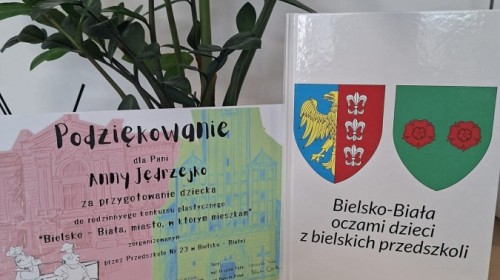 Podziękowanie
dla Pani
Anny Jędrzejko
za przygotowanie dziecka
do rodzinnego konkursu plastycznego
"Bielsko - Biała, miasto, w którym mieszkam"
zorganizowanym
przez Przedszkole Nr 23 w Bielsku - Białej
Bielsko-Biała
oczami dzieci
z bielskich przedszkoli